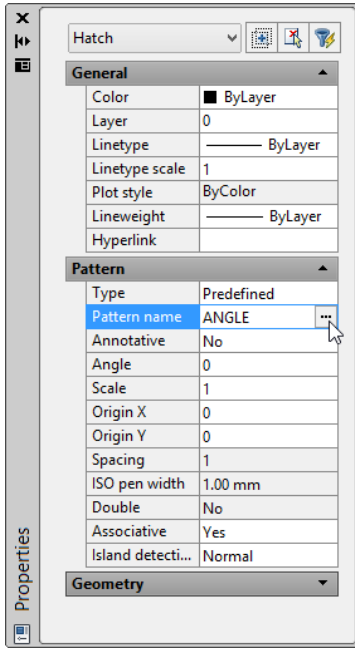 Hatch
General
Color ByLayer
Layer 0
Linetype ByLayer
Linetype scale 1
Plot style ByColor
Lineweight ByLayer
Hyperlink
Pattern
Type Predefined
Pattern name ANGLE ...
Annotative No
Angle 0
Scale 1
Origin X 0
Origin Y 0
Spacing 1
ISO pen width 1.00 mm
Double No
Associative Yes
Island detecti... Normal
Geometry
Properties